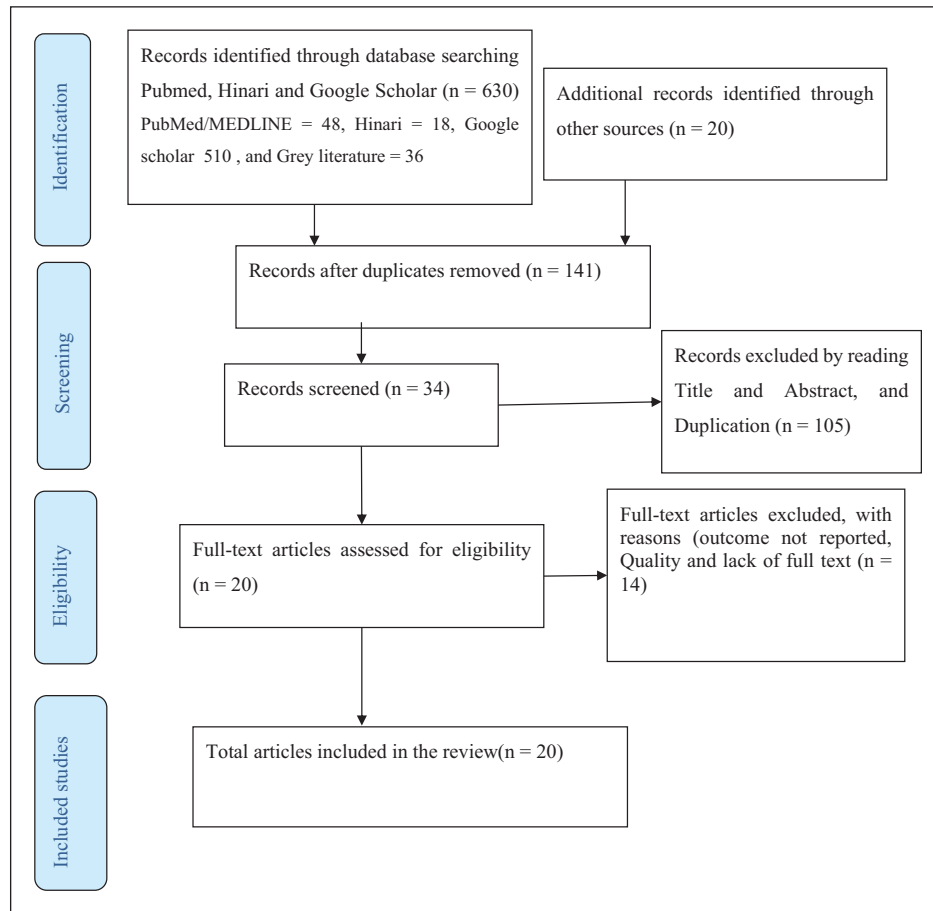 Identification
Records identified through database searching
Pubmed, Hinari and Google Scholar (n = 630)
PubMed/MEDLINE = 48, Hinari = 18, Google
scholar 510 , and Grey literature = 36
Additional records identified through
other sources (n = 20)
Records after duplicates removed (n = 141)
Screening
Records screened (n = 34)
Records excluded by reading
Title and Abstract, and
Duplication (n = 105)
Eligibility
Full-text articles assessed for eligibility
(n = 20)
Full-text articles excluded, with
reasons (outcome not reported,
Quality and lack of full text (n =
14)
Included studies
Total articles included in the review(n = 20)